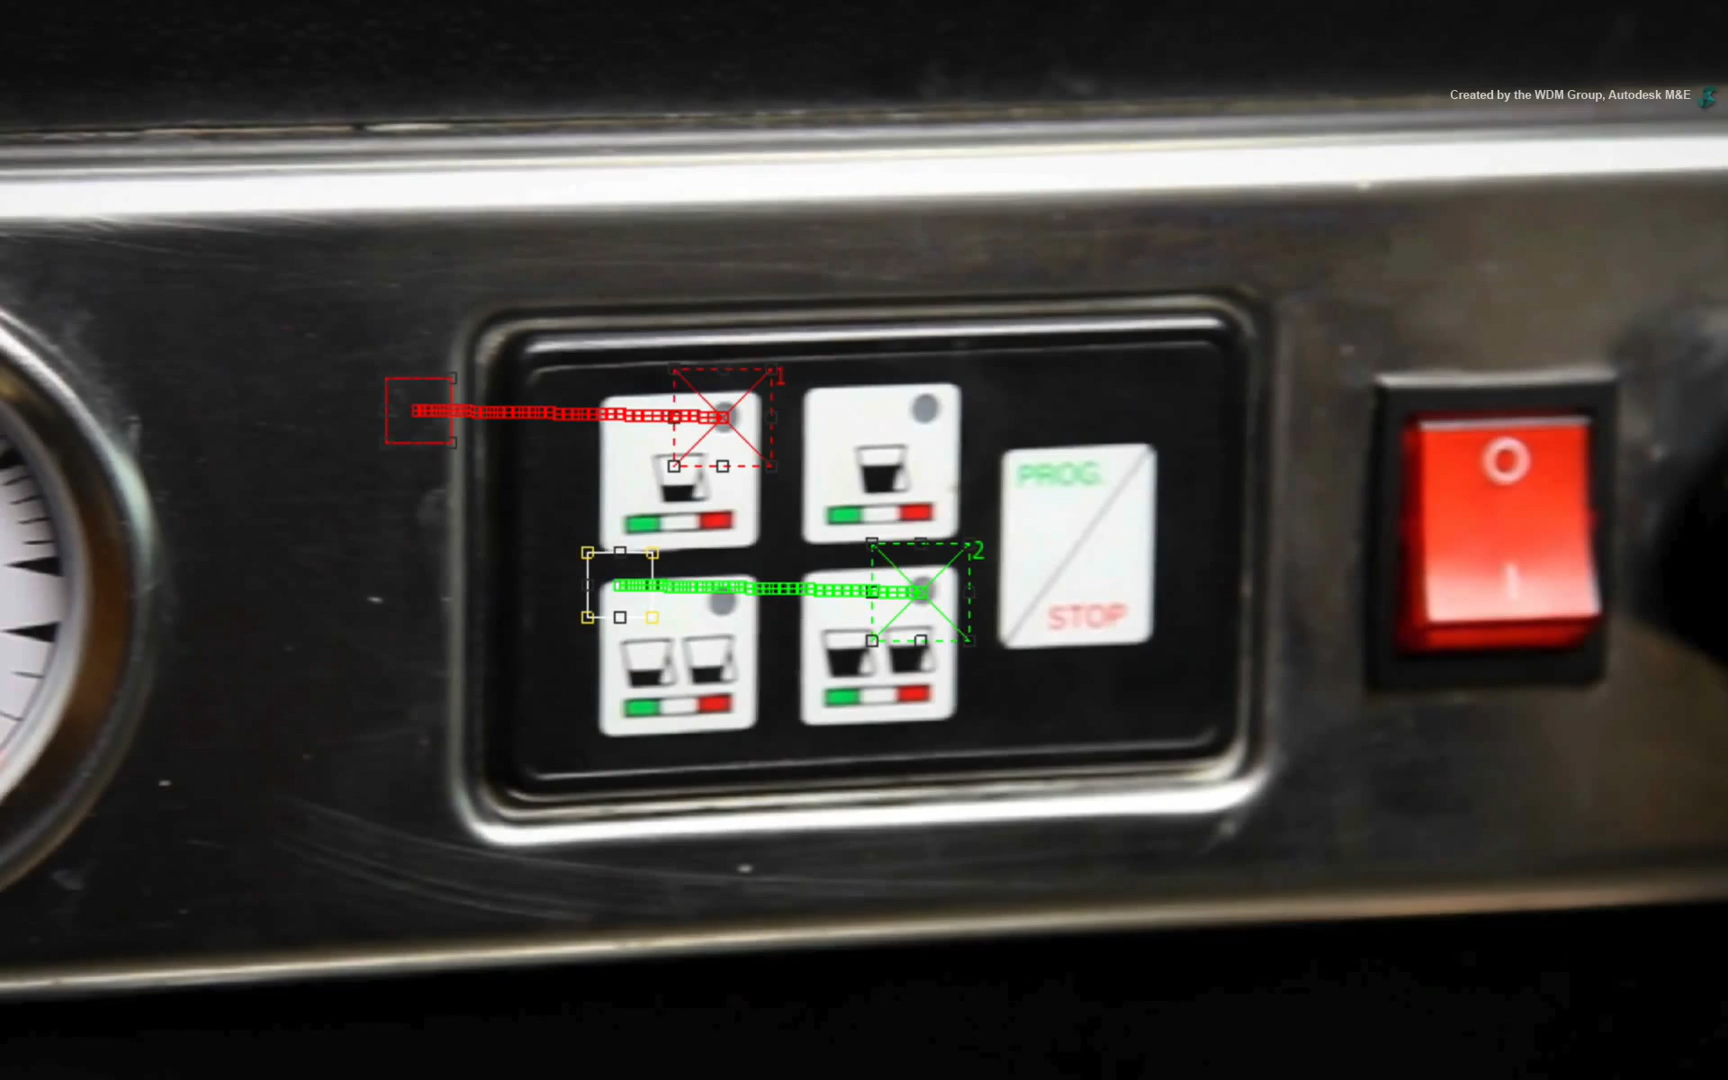 Created by the WDM Group, Autodesk M&E
1
PROG.
2
STOP